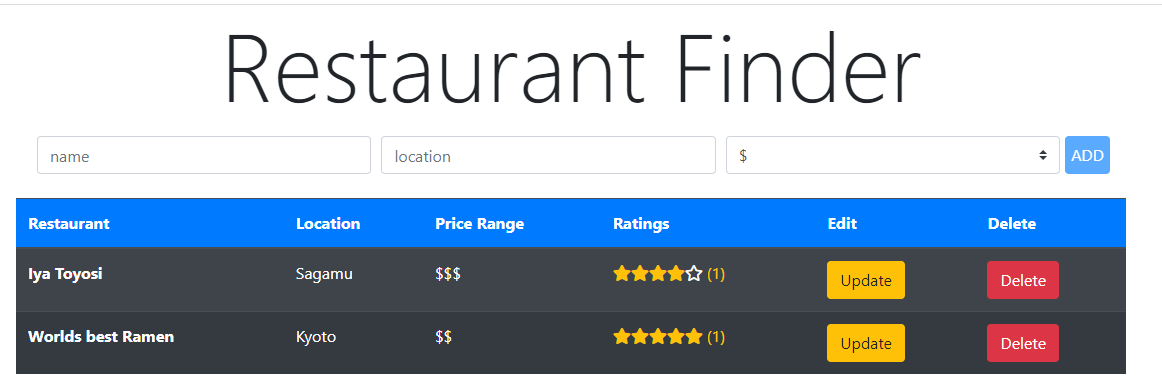 Restaurant Finder
name location $ ADD
Restaurant Location Price Range Ratings Edit Delete
Iya Toyosi Sagamu $$$ (1) Update Delete
Worlds best Ramen Kyoto $$ (1) Update Delete